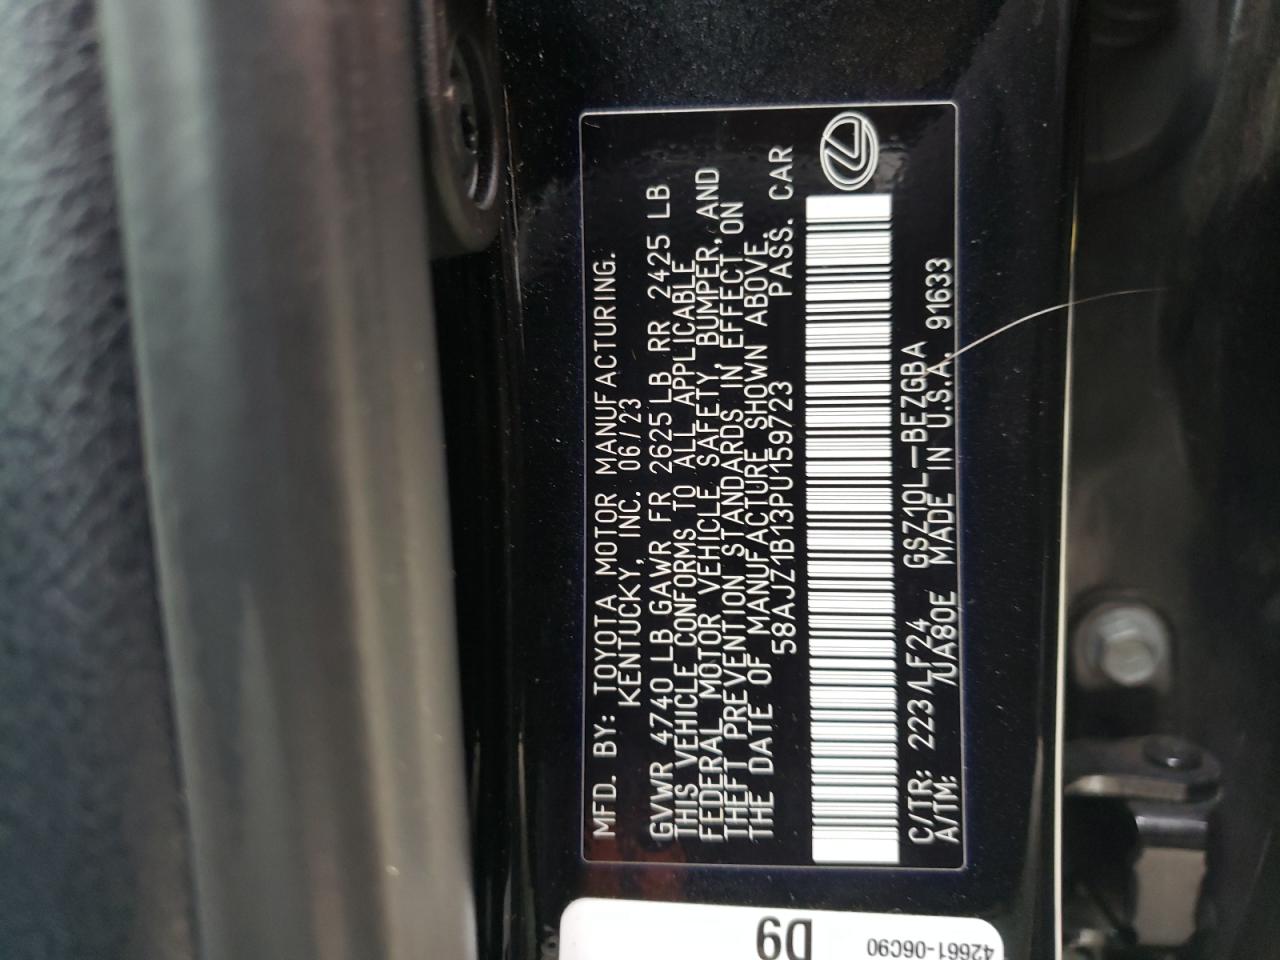 MFD. BY: TOYOTA MOTOR MANUFACTURING.
KENTUCKY, INC. 06/23
GVWR 4740 LB GAWR FR 2625 LB RR 2425 LB
THIS VEHICLE CONFORMS TO ALL APPLICABLE
FEDERAL MOTOR VEHICLE SAFETY, BUMPER, AND
THEFT PREVENTION STANDARDS IN EFFECT ON
THE DATE OF MANUFACTURE SHOWN ABOVE.
58AJZ1B13PU159723 PASS. CAR
C/TR: 223/LF24 GSZ10L-BEZGBA
A/TM: /UA80E MADE IN U.S.A. 91633
D9
42661-06C90